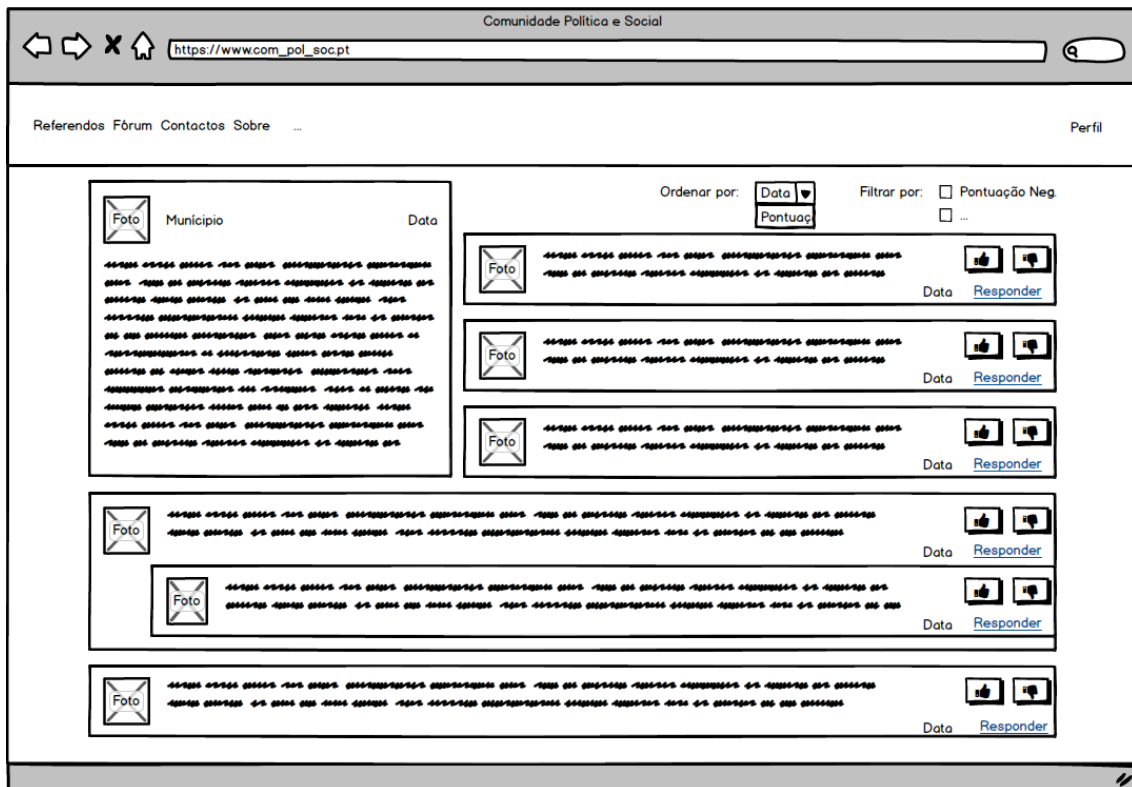 Comunidade Política e Social
https://www.com_pol_soc.pt
Referendos Fórum Contactos Sobre ...
Perfil
Foto Munícipio Data
Ordenar por: Data Filtrar por: Pontuação Neg.
Pontuaç ...
Foto
Data Responder
Foto
Data Responder
Foto
Data Responder
Foto
Data Responder
Foto
Data Responder
Foto
Data Responder